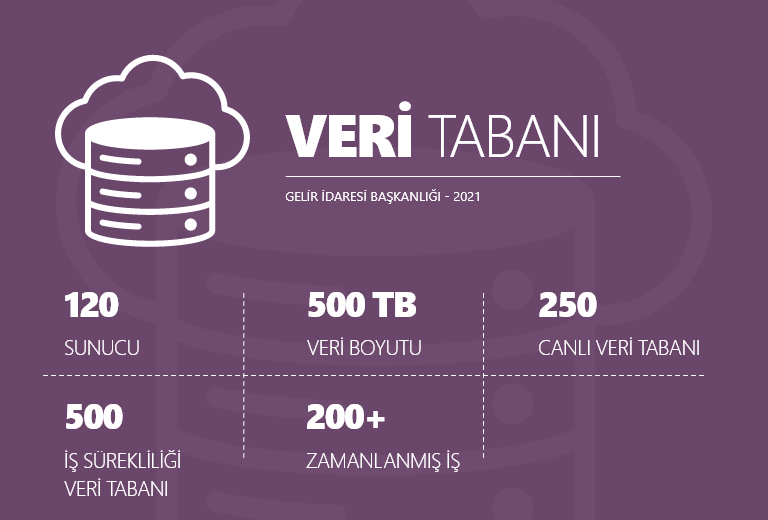 VERİ TABANI
GELİR İDARESİ BAŞKANLIĞI - 2021
120
SUNUCU
500 TB
VERİ BOYUTU
250
CANLI VERİ TABANI
500
İŞ SÜREKLİLİĞİ
VERİ TABANI
200+
ZAMANLANMIŞ İŞ